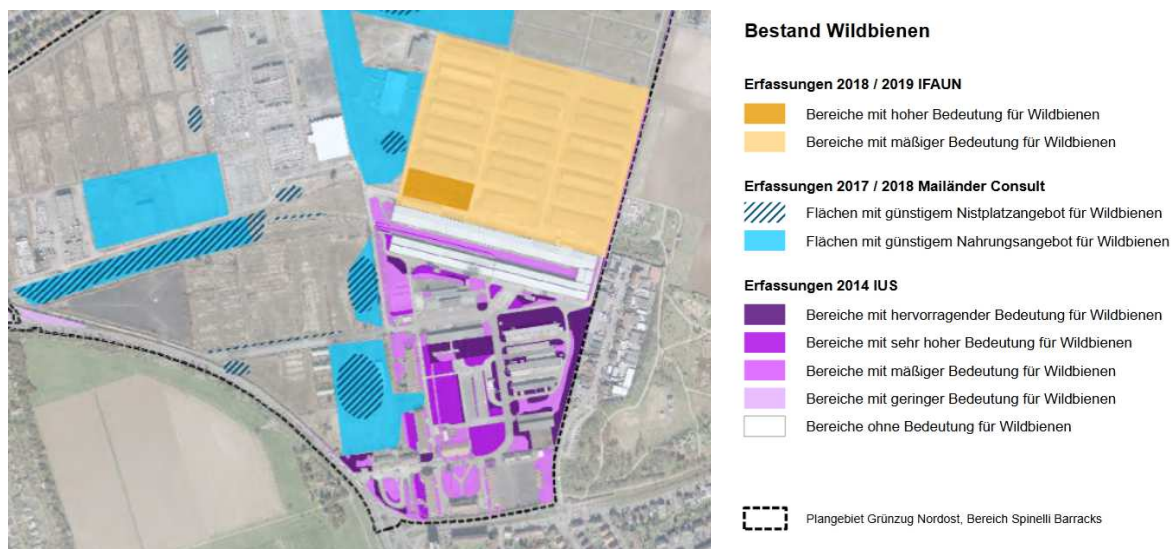 Bestand Wildbienen
Erfassungen 2018 / 2019 IFAUN
Bereiche mit hoher Bedeutung für Wildbienen
Bereiche mit mäßiger Bedeutung für Wildbienen
Erfassungen 2017 / 2018 Mailänder Consult
Flächen mit günstigem Nistplatzangebot für Wildbienen
Flächen mit günstigem Nahrungsangebot für Wildbienen
Erfassungen 2014 IUS
Bereiche mit hervorragender Bedeutung für Wildbienen
Bereiche mit sehr hoher Bedeutung für Wildbienen
Bereiche mit mäßiger Bedeutung für Wildbienen
Bereiche mit geringer Bedeutung für Wildbienen
Bereiche ohne Bedeutung für Wildbienen
Plangebiet Grünzug Nordost, Bereich Spinelli Barracks